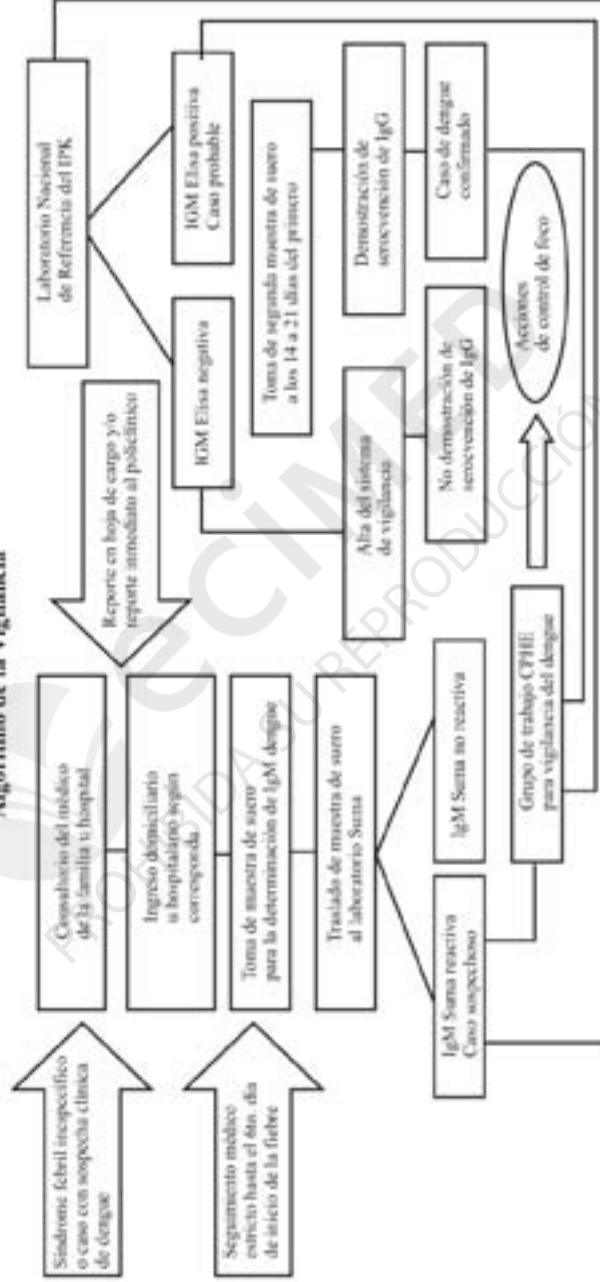 Algoritmo de la Vigilancia
Síndrome febril inespecífico
o caso con sospecha clínica
de dengue
Consultorio del médico
de la familia u hospital
Reporte en hoja de cargo y/o
reporte inmediato al policlínico
Laboratorio Nacional
de Referencia del IPK
Seguimiento médico
estricto hasta el 6to. día
de inicio de la fiebre
Ingreso domiciliario
u hospitalario según
corresponda
Toma de muestra de suero
para la determinación de IgM dengue
Traslado de muestra de suero
al laboratorio Suma
IgM Suma reactiva
Caso sospechoso
IgM Suma no reactiva
IGM Elisa negativa
IGM Elisa positiva
Caso probable
Toma de segunda muestra de suero
a los 14 a 21 días del primero
Alta del sistema
de vigilancia
Demostración de
seroconvención de IgG
No demostración de
seroconvención de IgG
Caso de dengue
confirmado
Grupo de trabajo CPHE
para vigilancia del dengue
Acciones
de control de foco
eciMED
PROHIBIDA SU REPRODUCCIÓN